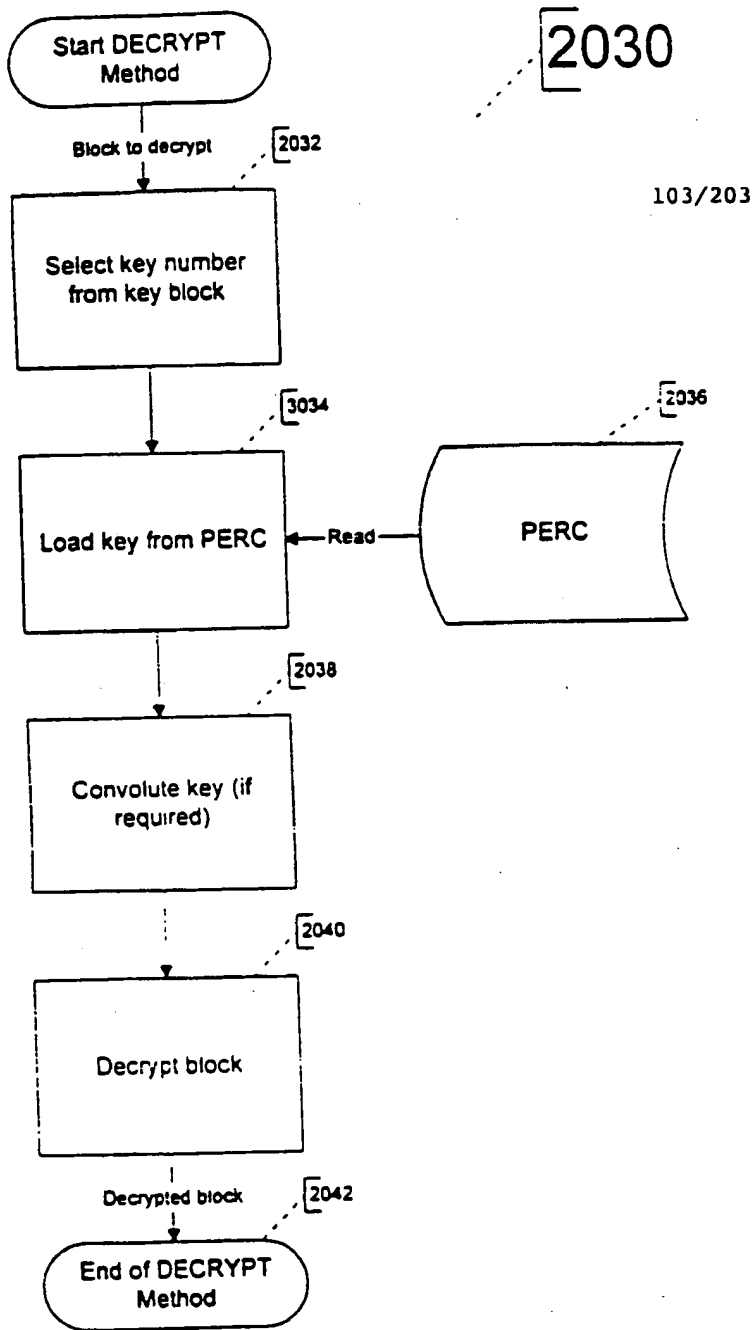 Start DECRYPT
Method
2030
Block to decrypt
2032
103/203
Select key number
from key block
3034
2036
Load key from PERC
Read
PERC
2038
Convolute key (if
required)
2040
Decrypt block
Decrypted block
2042
End of DECRYPT
Method